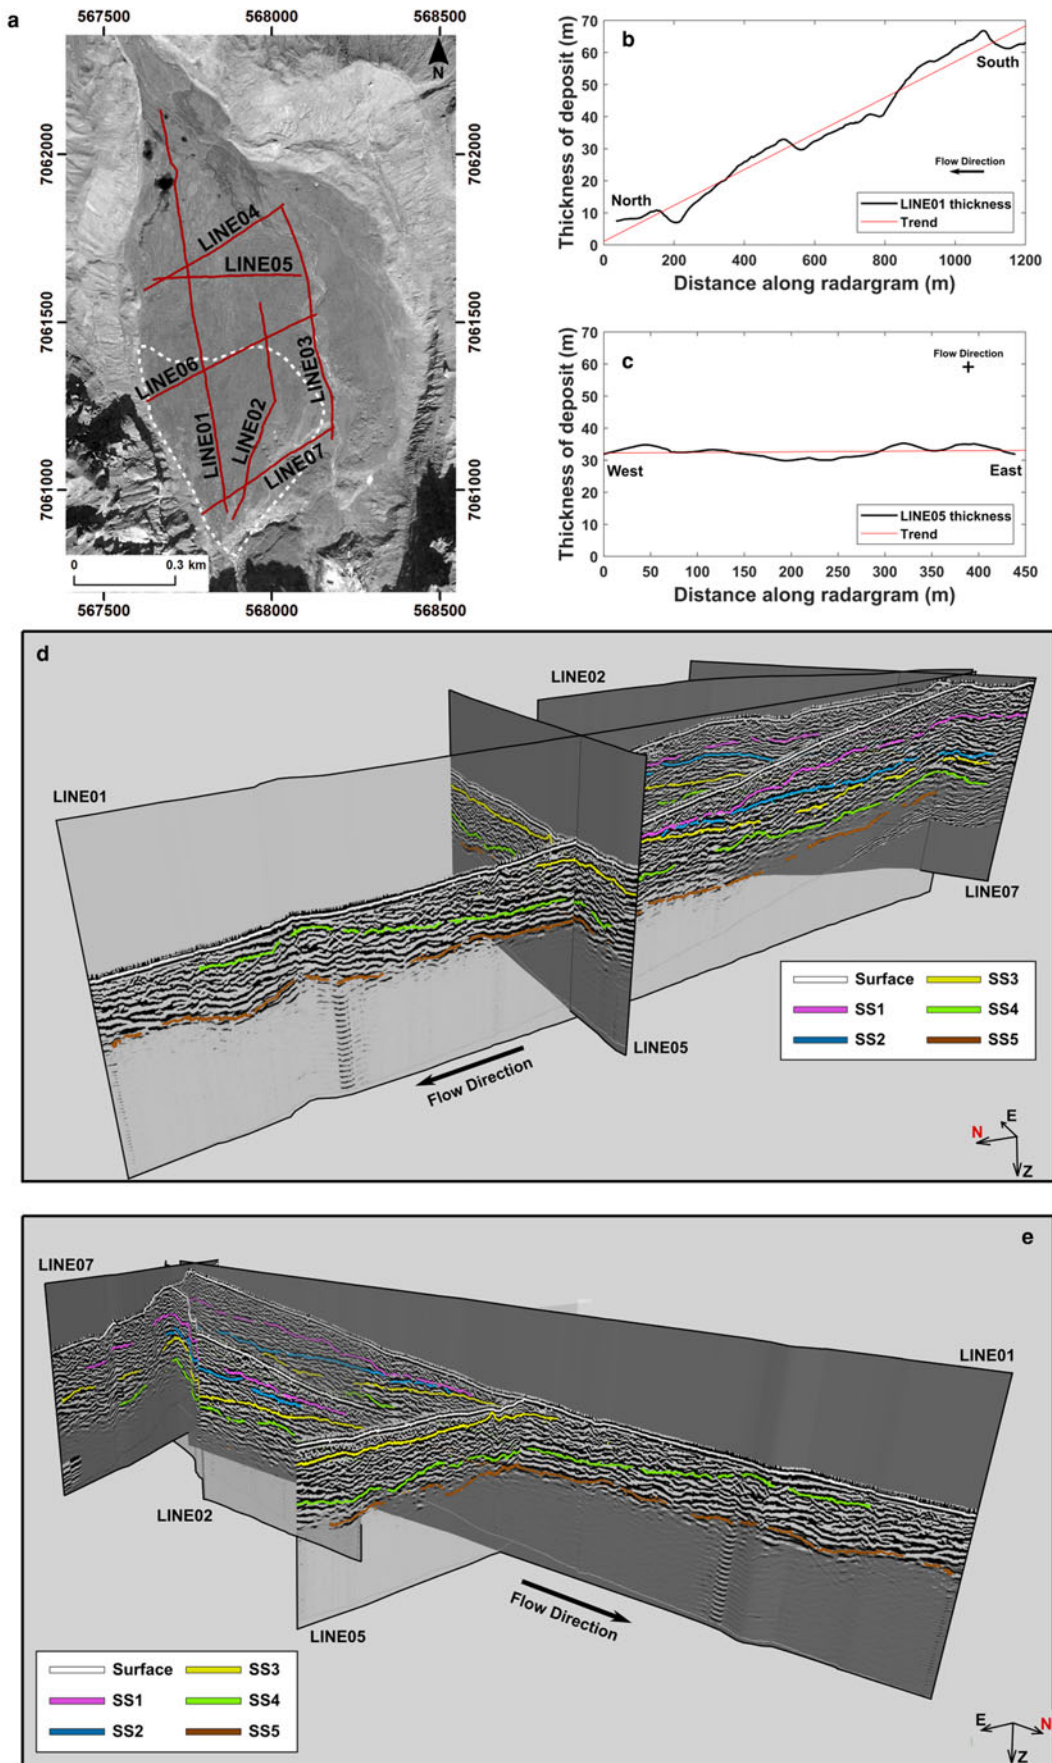 a
567500 568000 568500
N
7062000 7061500 7061000
7062000 7061500 7061000
LINE04
LINE05
LINE06
LINE03
LINE01
LINE02
LINE07
0 0.3 km
567500 568000 568500
b
Thickness of deposit (m)
70
60
50
40
30
20
10
0
South
North
Flow Direction
LINE01 thickness
Trend
0 200 400 600 800 1000 1200
Distance along radargram (m)
c
Thickness of deposit (m)
70
60
50
40
30
20
10
0
Flow Direction
West
East
LINE05 thickness
Trend
0 50 100 150 200 250 300 350 400 450
Distance along radargram (m)
d
LINE02
LINE01
LINE07
LINE05
Flow Direction
Surface SS3
SS1 SS4
SS2 SS5
N E Z
e
LINE07
LINE01
LINE02
LINE05
Flow Direction
Surface SS3
SS1 SS4
SS2 SS5
E N Z